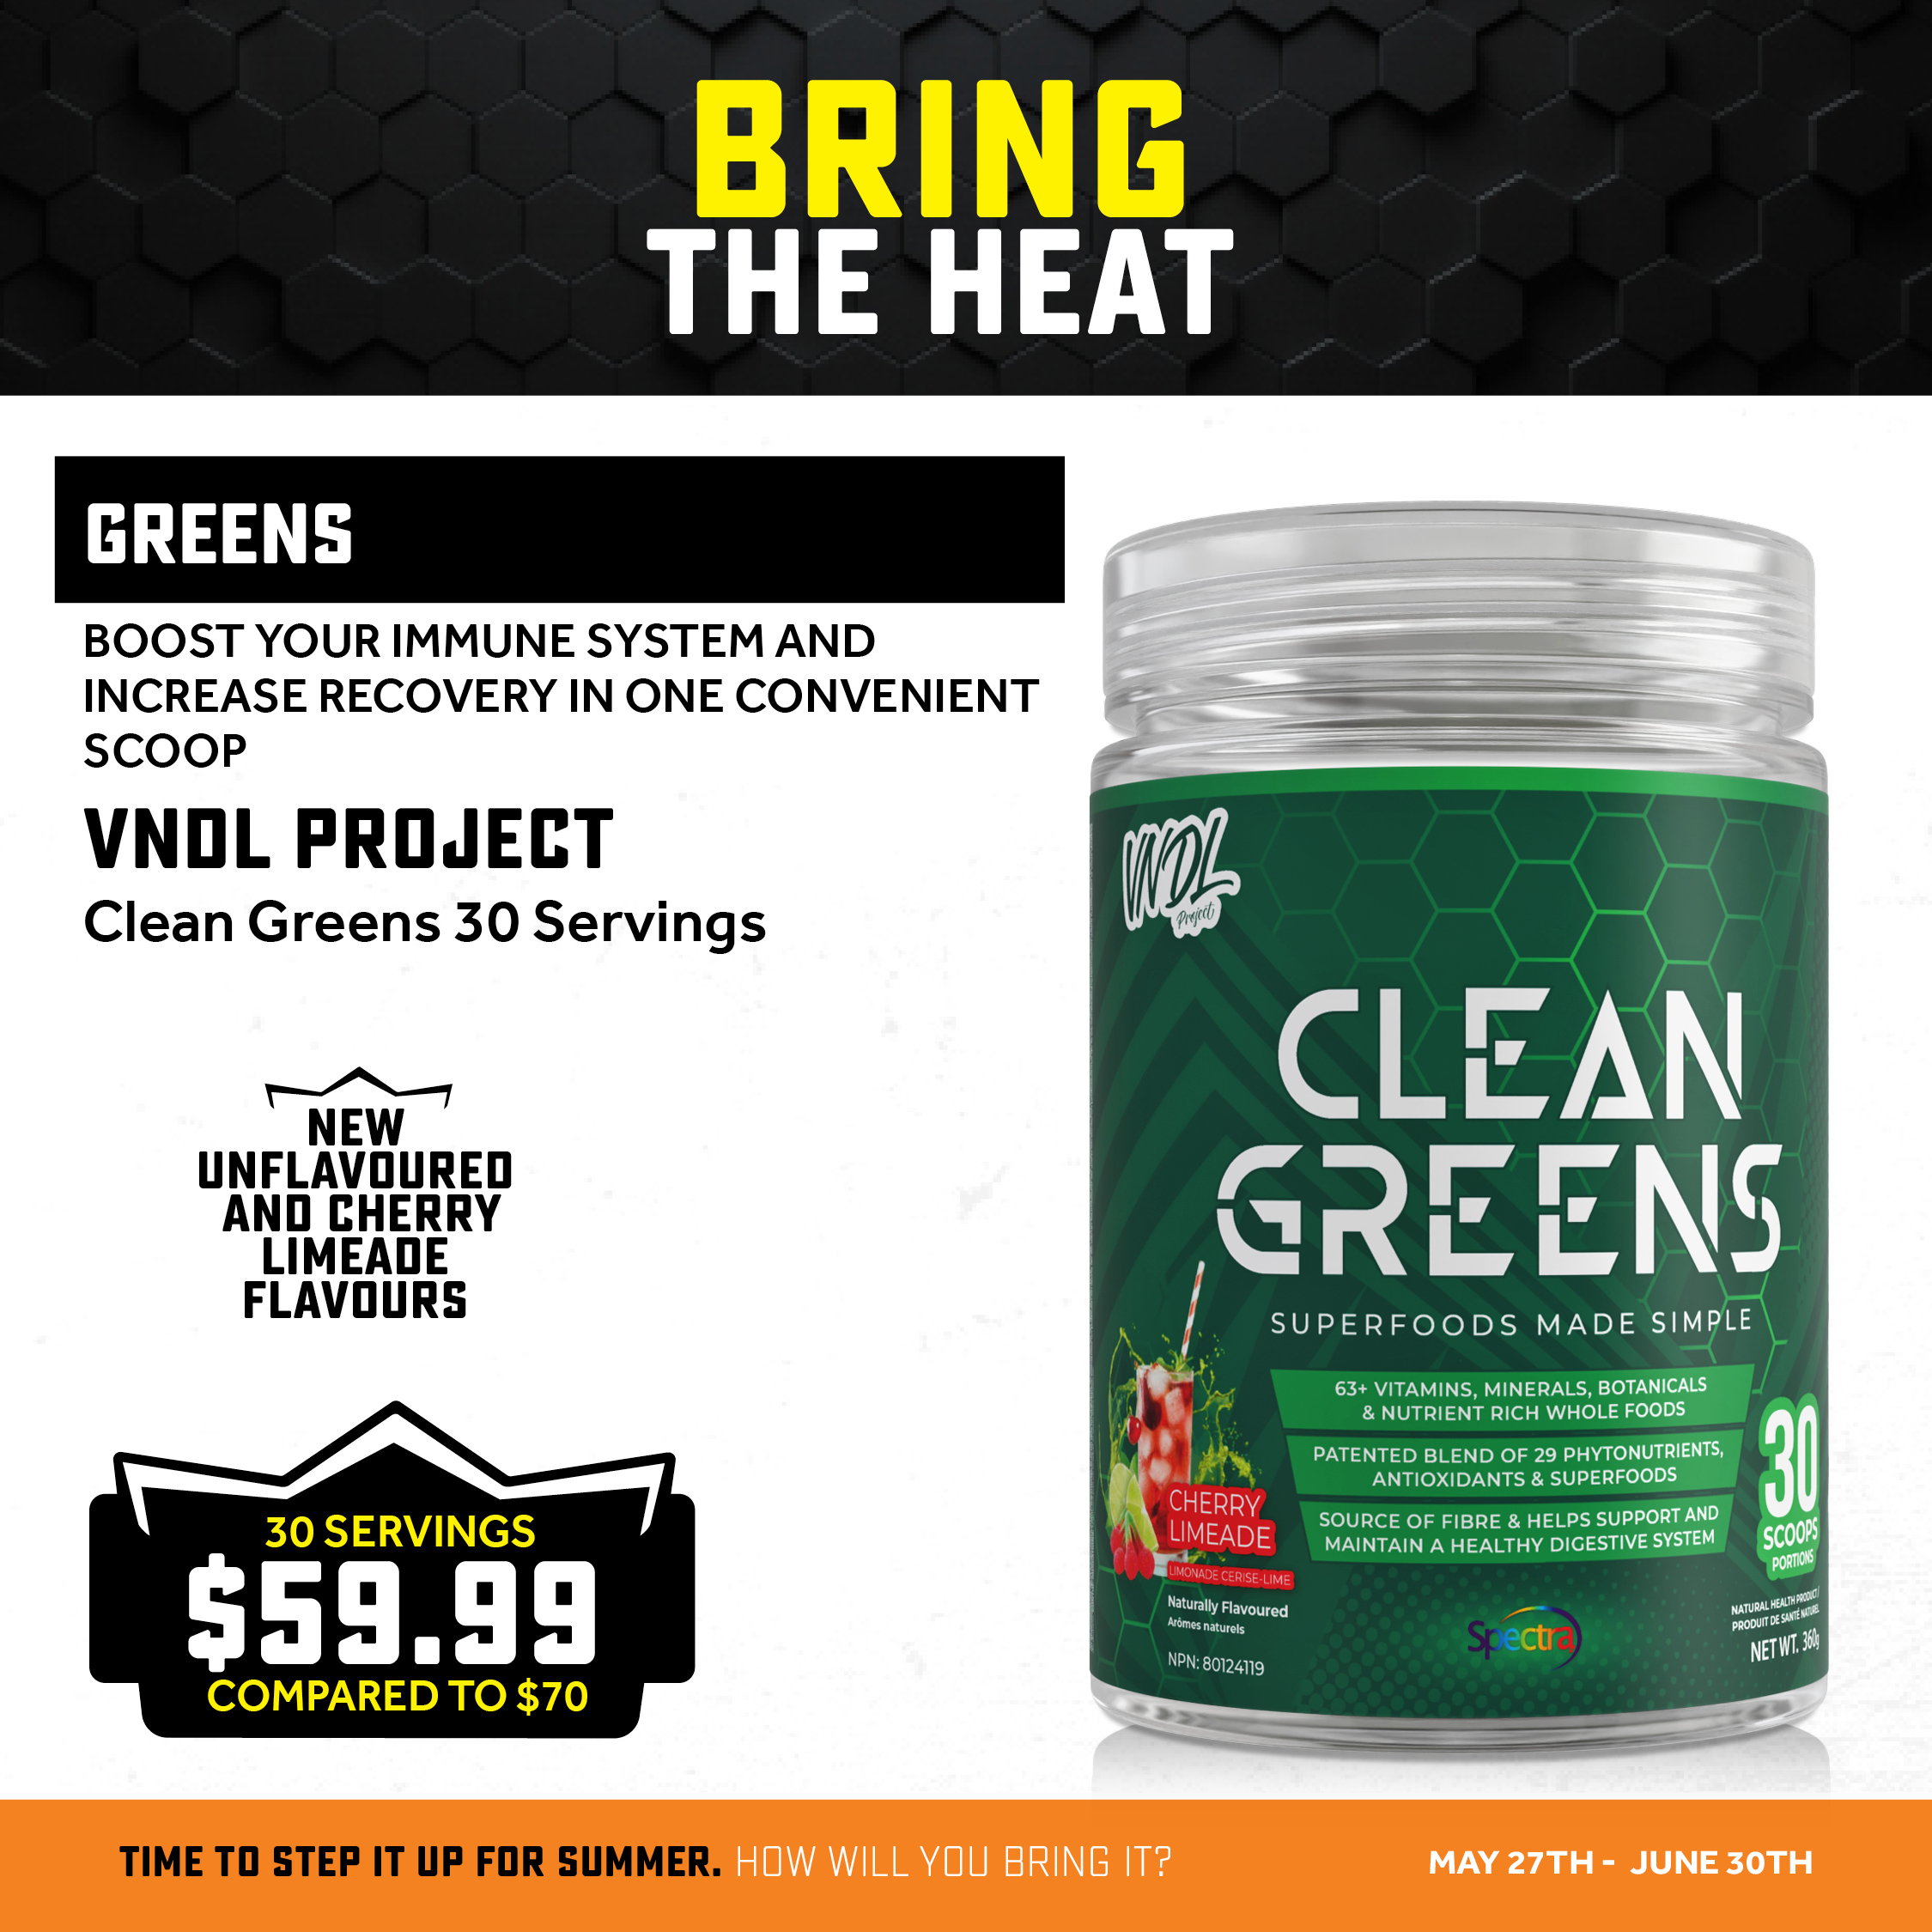 BRING
THE HEAT
GREENS
BOOST YOUR IMMUNE SYSTEM AND
INCREASE RECOVERY IN ONE CONVENIENT
SCOOP
VNDL PROJECT
Clean Greens 30 Servings
NEW
UNFLAVOURED
AND CHERRY
LIMEADE
FLAVOURS
30 SERVINGS
$59.99
COMPARED TO $70
VNDL
Project
CLEAN
GREENS
SUPERFOODS MADE SIMPLE
63+ VITAMINS, MINERALS, BOTANICALS
& NUTRIENT RICH WHOLE FOODS
PATENTED BLEND OF 29 PHYTONUTRIENTS,
ANTIOXIDANTS & SUPERFOODS
SOURCE OF FIBRE & HELPS SUPPORT AND
MAINTAIN A HEALTHY DIGESTIVE SYSTEM
30
SCOOPS
PORTIONS
CHERRY
LIMEADE
LIMONADE CERISE-LIME
Naturally Flavoured
Arômes naturels
NPN: 80124119
Spectra
NATURAL HEALTH PRODUCT/
PRODUIT DE SANTÉ NATUREL
NET WT. 360g
TIME TO STEP IT UP FOR SUMMER. HOW WILL YOU BRING IT?
MAY 27TH - JUNE 30TH